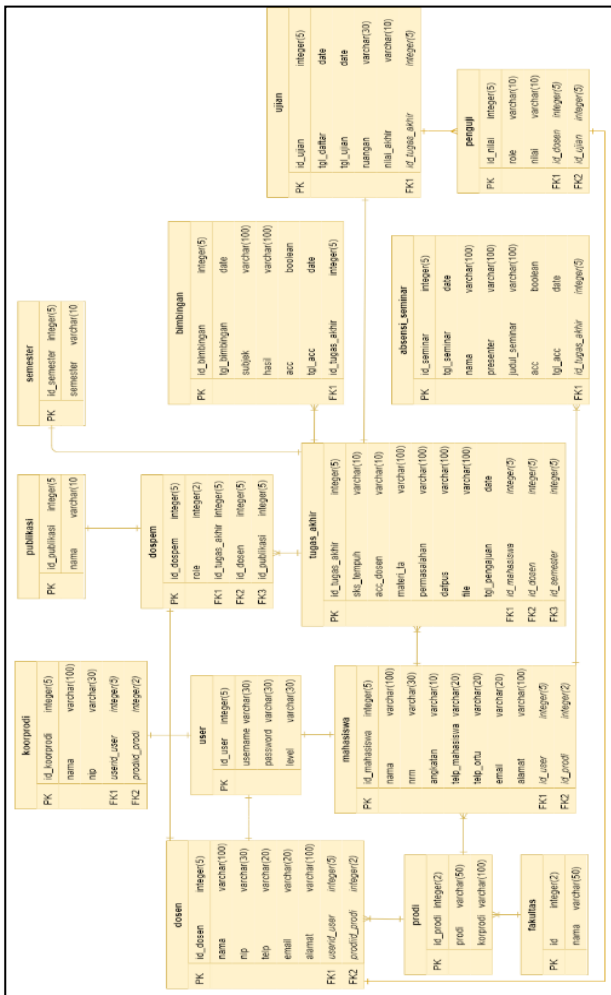 koorprodi
PK id_koorprodi integer(5)
nama varchar(100)
nip varchar(30)
FK1 userid_user integer(5)
FK2 prodiid_prodi integer(2)
publikasi
PK id_publikasi integer(5
nama varchar(10
semester
PK id_semester integer(5)
semester varchar(10
dosen
PK id_dosen integer(5)
nama varchar(100)
nip varchar(30)
telp varchar(20)
email varchar(20)
alamat varchar(100)
FK1 userid_user integer(5)
FK2 prodiid_prodi integer(2)
user
PK id_user integer(5)
username varchar(30)
password varchar(30)
level varchar(30)
dospem
PK id_dospem integer(5)
role integer(2)
FK1 id_tugas_akhir integer(5)
FK2 id_dosen integer(5)
FK3 id_publikasi integer(5)
bimbingan
PK id_bimbingan integer(5)
tgl_bimbingan date
subjek varchar(100)
hasil varchar(100)
acc boolean
tgl_acc date
FK1 id_tugas_akhir integer(5)
ujian
PK id_ujian integer(5)
tgl_daftar date
tgl_ujian date
ruangan varchar(30)
nilai_akhir varchar(10)
FK1 id_tugas_akhir integer(5)
prodi
PK id_prodi integer(2)
prodi varchar(50)
korprodi varchar(100)
fakultas
PK id integer(2)
nama varchar(50)
mahasiswa
PK id_mahasiswa integer(5)
nama varchar(100)
nrm varchar(30)
angkatan varchar(10)
telp_mahasiswa varchar(20)
telp_ortu varchar(20)
email varchar(20)
alamat varchar(100)
FK1 id_user integer(5)
FK2 id_prodi integer(2)
tugas_akhir
PK id_tugas_akhir integer(5)
sks_tempuh varchar(10)
acc_dosen varchar(10)
materi_ta varchar(100)
permasalahan varchar(100)
dafpus varchar(100)
file varchar(100)
tgl_pengajuan date
FK1 id_mahasiswa integer(5)
FK2 id_dosen integer(5)
FK3 id_semester integer(5)
absensi_seminar
PK id_seminar integer(5)
tgl_seminar date
nama varchar(100)
presenter varchar(100)
judul_seminar varchar(100)
acc boolean
tgl_acc date
FK1 id_tugas_akhir integer(5)
penguji
PK id_nilai integer(5)
role varchar(10)
nilai varchar(10)
FK1 id_dosen integer(5)
FK2 id_ujian integer(5)